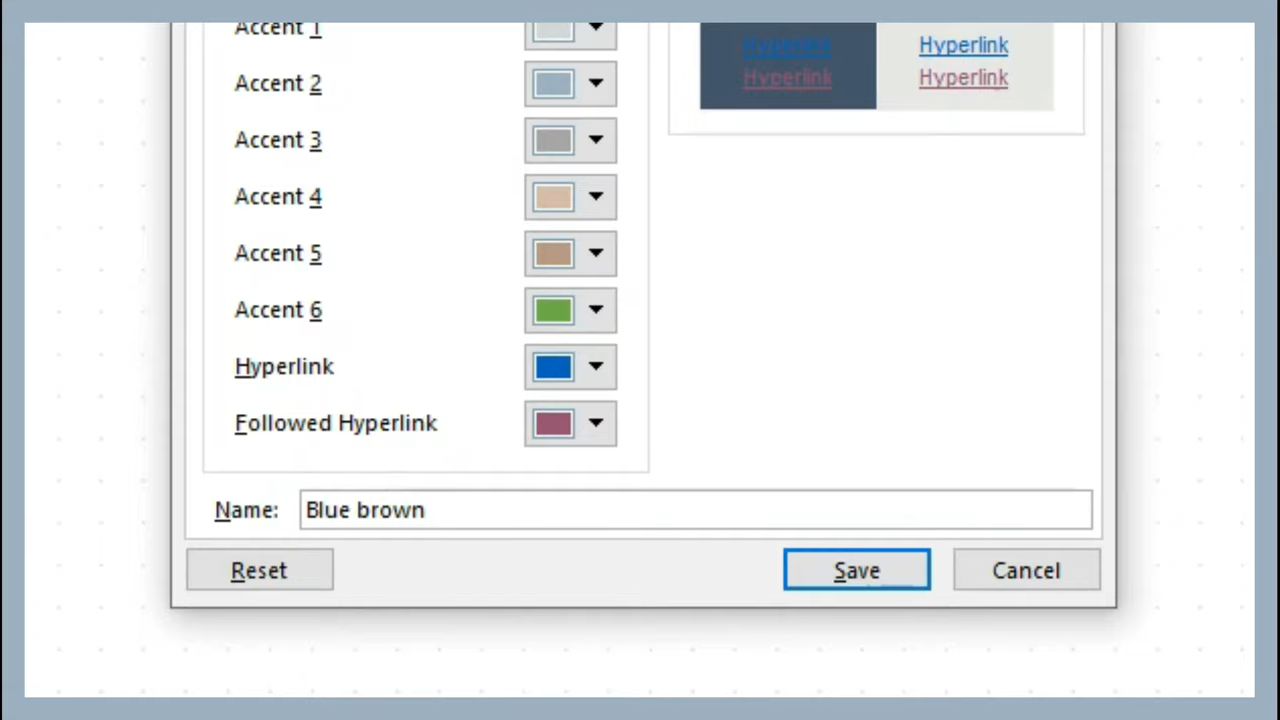 Accent 1
Hyperlink Hyperlink
Hyperlink Hyperlink
Accent 2
Accent 3
Accent 4
Accent 5
Accent 6
Hyperlink
Followed Hyperlink
Name: Blue brown
Reset Save Cancel